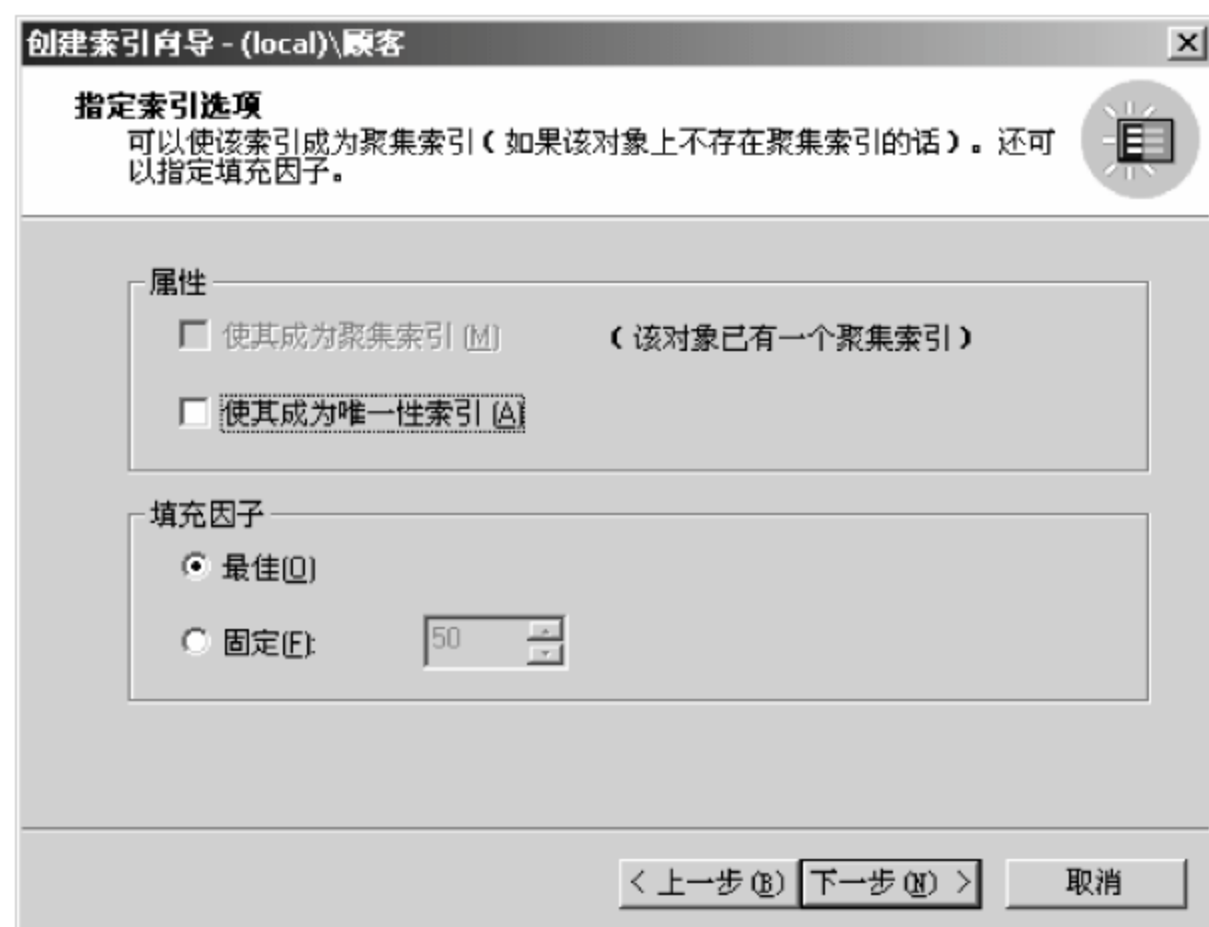 创建索引向导 - (local)\顾客
指定索引选项
可以使该索引成为聚集索引(如果该对象上不存在聚集索引的话)。还可
以指定填充因子。
属性
使其成为聚集索引(M) (该对象已有一个聚集索引)
使其成为唯一性索引(A)
填充因子
最佳(O)
固定(F): 50
< 上一步(B) 下一步(N) > 取消